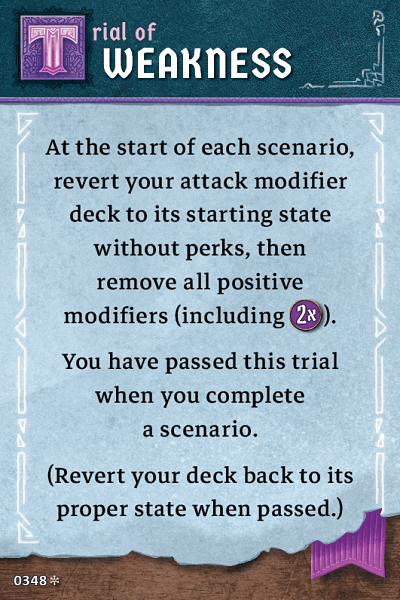 Trial of
WEAKNESS
At the start of each scenario,
revert your attack modifier
deck to its starting state
without perks, then
remove all positive
modifiers (including 2x).
You have passed this trial
when you complete
a scenario.
(Revert your deck back to its
proper state when passed.)
0348*